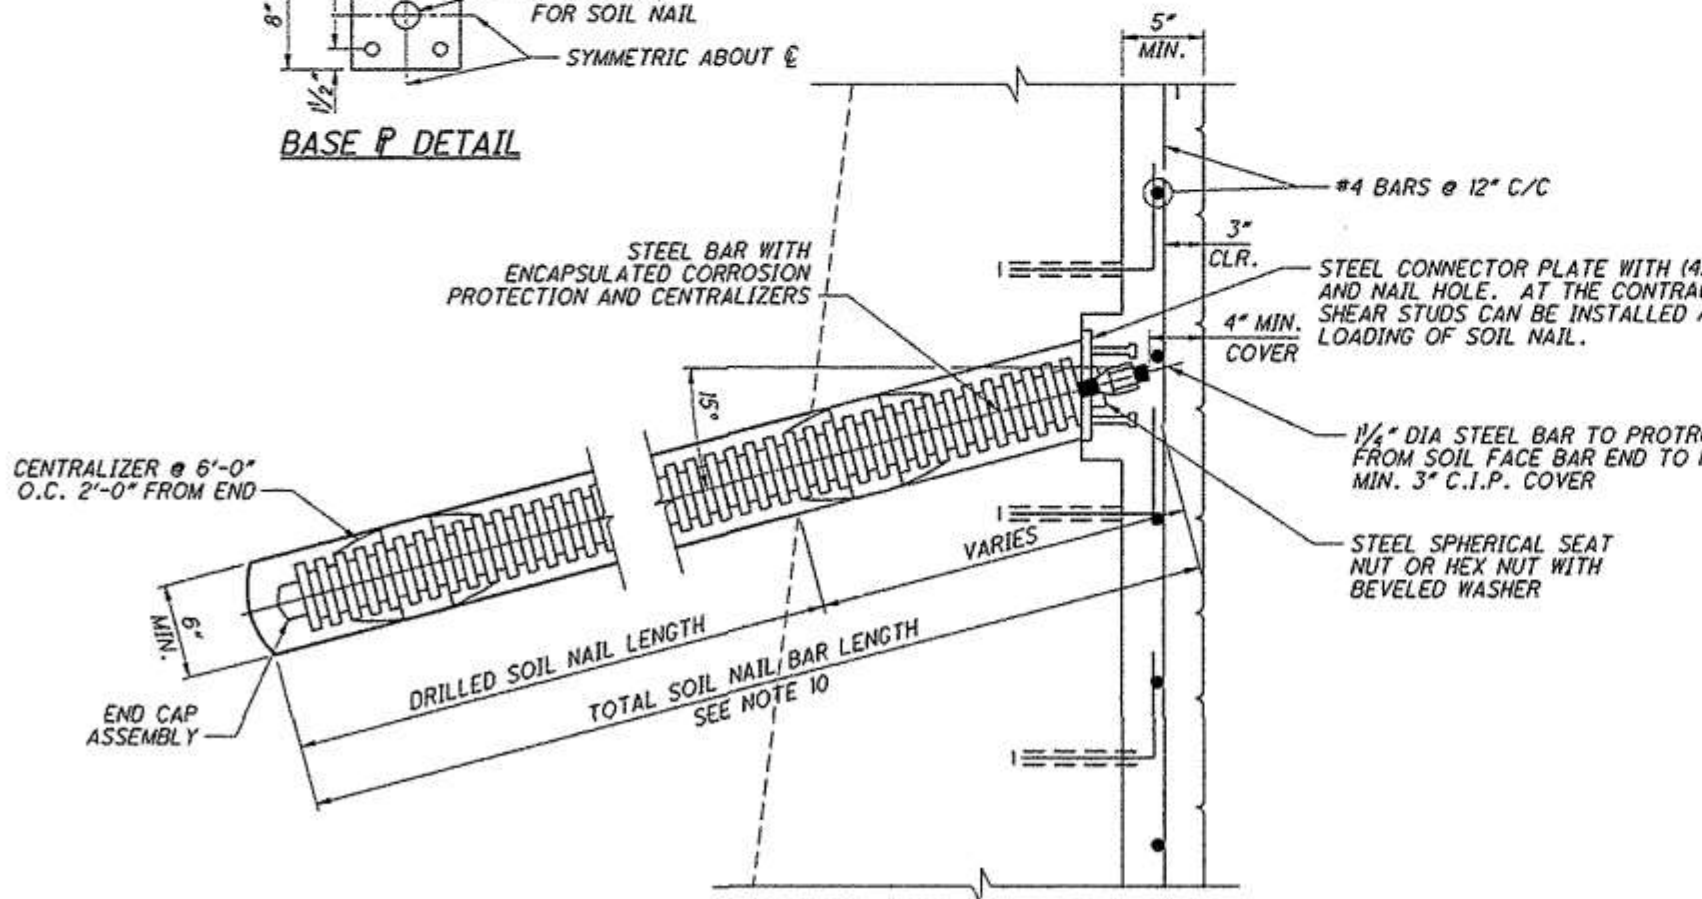 8"
FOR SOIL NAIL
SYMMETRIC ABOUT ℄
1½"
BASE ⅊ DETAIL
5"
MIN.
#4 BARS @ 12" C/C
3"
CLR.
STEEL BAR WITH
ENCAPSULATED CORROSION
PROTECTION AND CENTRALIZERS
STEEL CONNECTOR PLATE WITH (4
AND NAIL HOLE. AT THE
SHEAR STUDS CAN BE INSTALLED
LOADING OF SOIL NAIL.
4" MIN.
COVER
15°
1¼" DIA STEEL BAR TO
FROM SOIL FACE BAR END TO
MIN. 3" C.I.P. COVER
CENTRALIZER @ 6'-0"
O.C. 2'-0" FROM END
STEEL SPHERICAL SEAT
NUT OR HEX NUT WITH
BEVELED WASHER
VARIES
6"
MIN.
DRILLED SOIL NAIL LENGTH
TOTAL SOIL NAIL BAR LENGTH
SEE NOTE 10
END CAP
ASSEMBLY